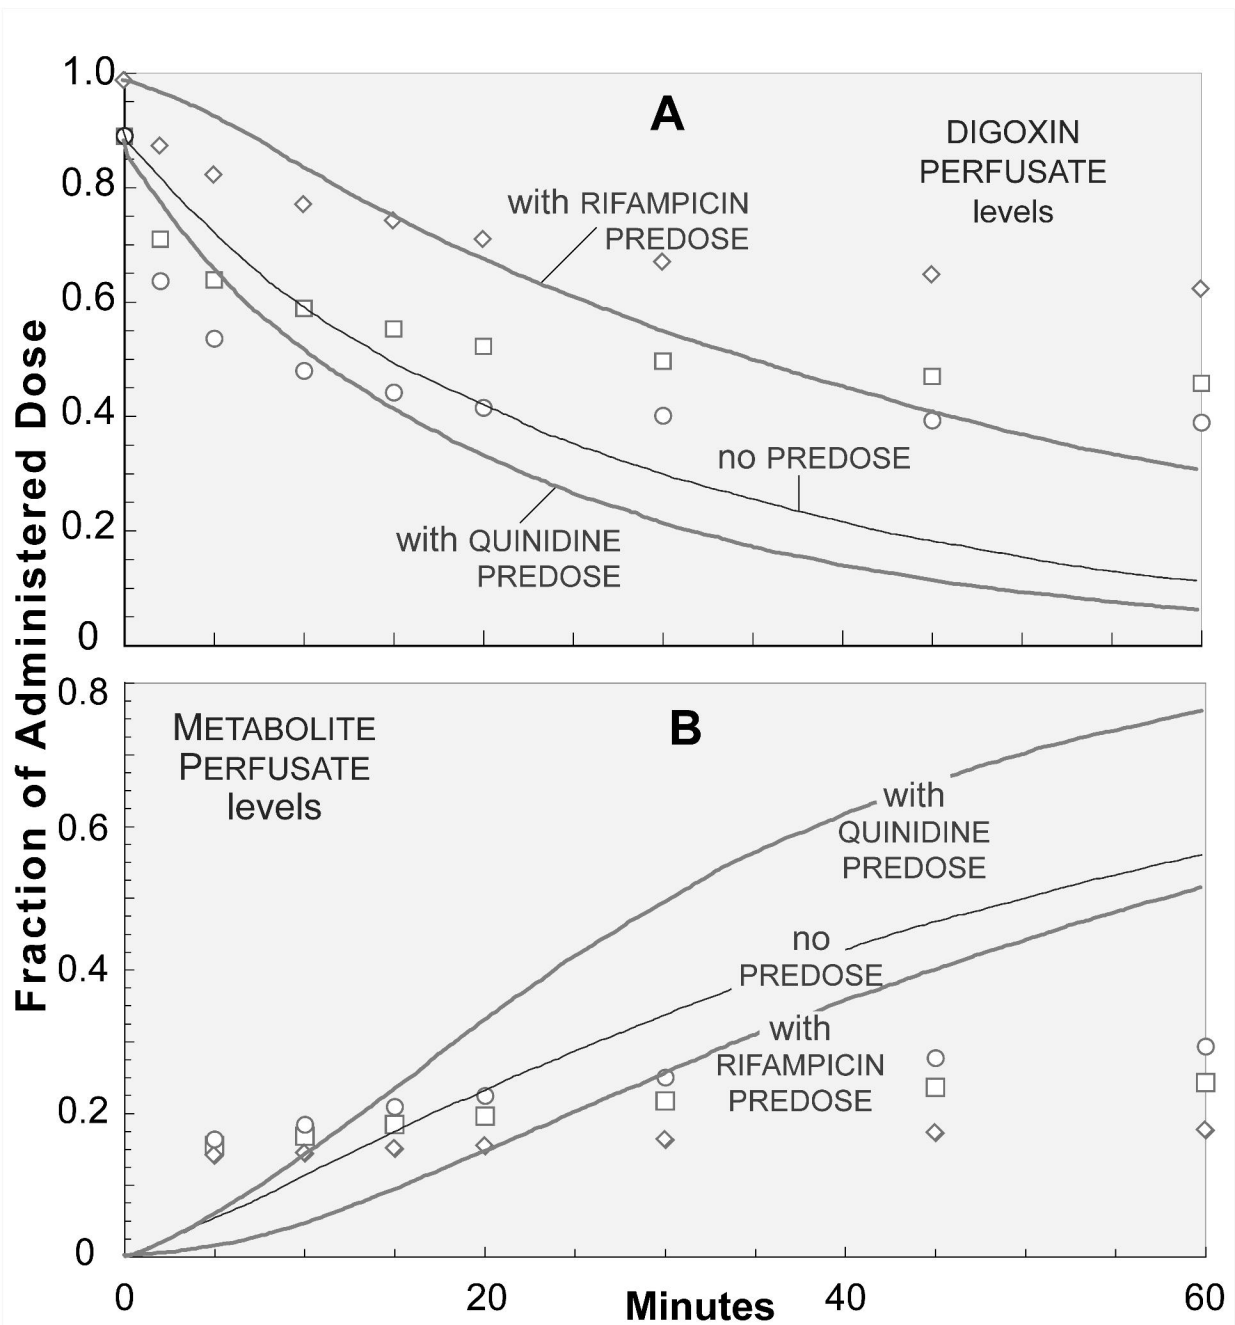 Fraction of Administered Dose
1.0
0.8
0.6
0.4
0.2
0
A
DIGOXIN
PERFUSATE
levels
with RIFAMPICIN
PREDOSE
no PREDOSE
with QUINIDINE
PREDOSE
0.8
0.6
0.4
0.2
0
METABOLITE
PERFUSATE
levels
B
with
QUINIDINE
PREDOSE
no
PREDOSE
with
RIFAMPICIN
PREDOSE
0
20
40
60
Minutes